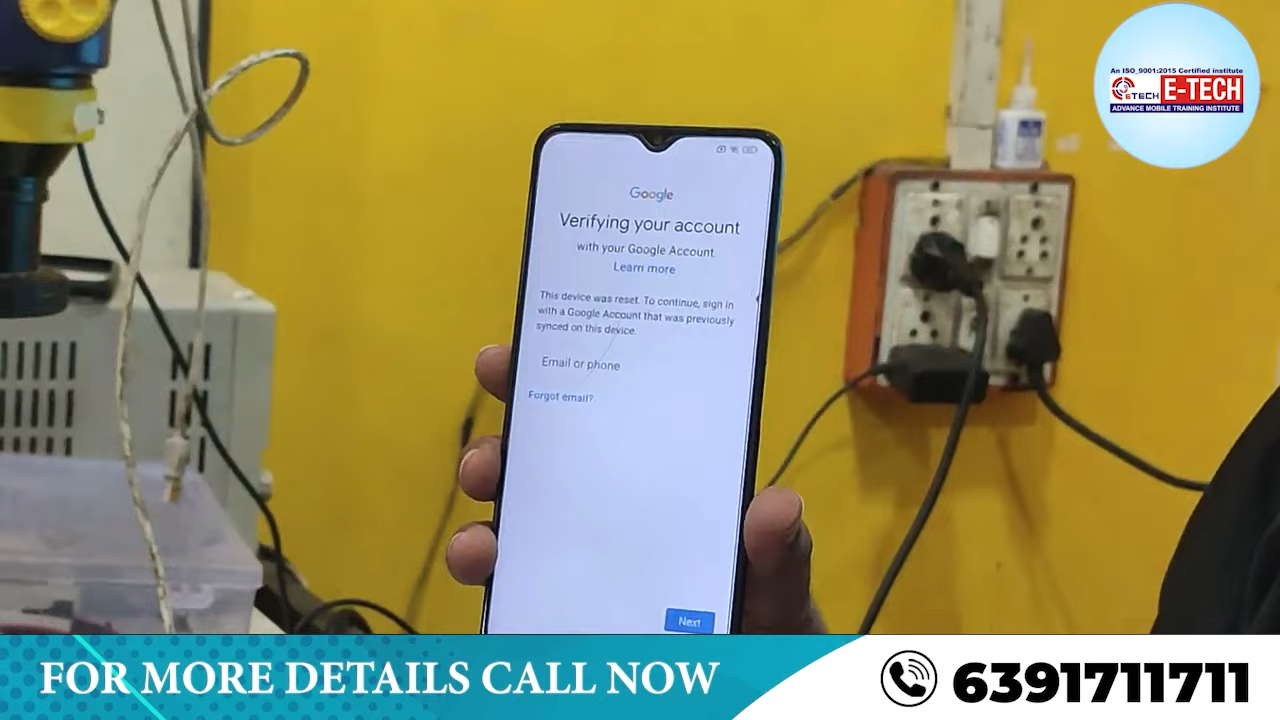 An ISO_9001:2015 Certified institute
ETECH E-TECH
ADVANCE MOBILE TRAINING INSTITUTE
Google
Verifying your account
with your Google Account.
Learn more
This device was reset. To continue, sign in
with a Google Account that was previously
synced on this device.
Email or phone
Forgot email?
Next
FOR MORE DETAILS CALL NOW
6391711711